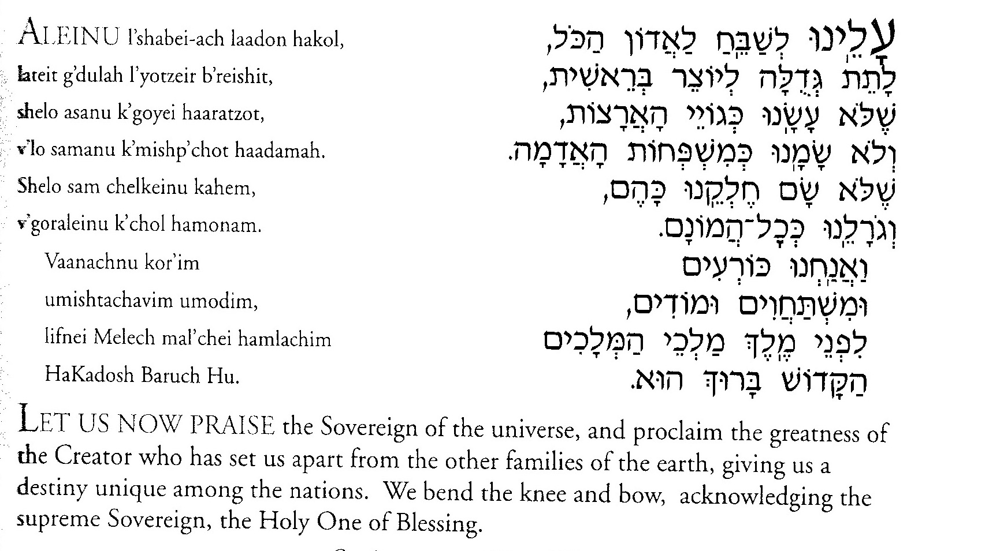 ALEINU l'shabei-ach laadon hakol,
lateit g'dulah l'yotzeir b'reishit,
shelo asanu k'goyei haaratzot,
v'lo samanu k'mishp'chot haadamah.
Shelo sam chelkeinu kahem,
v'goraleinu k'chol hamonam.
Vaanachnu kor'im
umishtachavim umodim,
lifnei Melech mal'chei hamlachim
HaKadosh Baruch Hu.
עָלֵֽינוּ לְשַׁבֵּֽחַ לַאֲדוֹן הַכֹּל,
לָתֵת גְּדֻלָּה לְיוֹצֵר בְּרֵאשִׁית,
שֶׁלֹּא עָשָֽׂנוּ כְּגוֹיֵי הָאֲרָצוֹת,
וְלֹא שָׂמָֽנוּ כְּמִשְׁפְּחוֹת הָאֲדָמָה.
שֶׁלֹּא שָׂם חֶלְקֵֽנוּ כָּהֶם,
וְגֹרָלֵֽנוּ כְּכׇל־הֲמוֹנָם.
וַאֲנַֽחְנוּ כּוֹרְעִים
וּמִשְׁתַּחֲוִים וּמוֹדִים,
לִפְנֵי מֶֽלֶךְ מַלְכֵי הַמְּלָכִים
הַקָּדוֹשׁ בָּרוּךְ הוּא.
LET US NOW PRAISE the Sovereign of the universe, and proclaim the greatness of
the Creator who has set us apart from the other families of the earth, giving us a
destiny unique among the nations. We bend the knee and bow, acknowledging the
supreme Sovereign, the Holy One of Blessing.